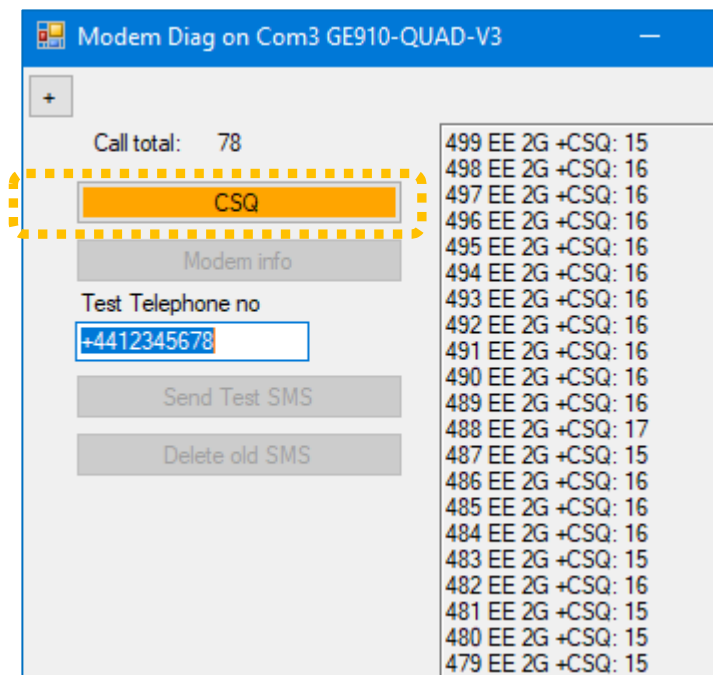 Modem Diag on Com3 GE910-QUAD-V3
+
Call total: 78
CSQ
Modem info
Test Telephone no
+4412345678
Send Test SMS
Delete old SMS
499 EE 2G +CSQ: 15
498 EE 2G +CSQ: 16
497 EE 2G +CSQ: 16
496 EE 2G +CSQ: 16
495 EE 2G +CSQ: 16
494 EE 2G +CSQ: 16
493 EE 2G +CSQ: 16
492 EE 2G +CSQ: 16
491 EE 2G +CSQ: 16
490 EE 2G +CSQ: 16
489 EE 2G +CSQ: 16
488 EE 2G +CSQ: 17
487 EE 2G +CSQ: 15
486 EE 2G +CSQ: 16
485 EE 2G +CSQ: 16
484 EE 2G +CSQ: 16
483 EE 2G +CSQ: 15
482 EE 2G +CSQ: 16
481 EE 2G +CSQ: 15
480 EE 2G +CSQ: 15
479 EE 2G +CSQ: 15